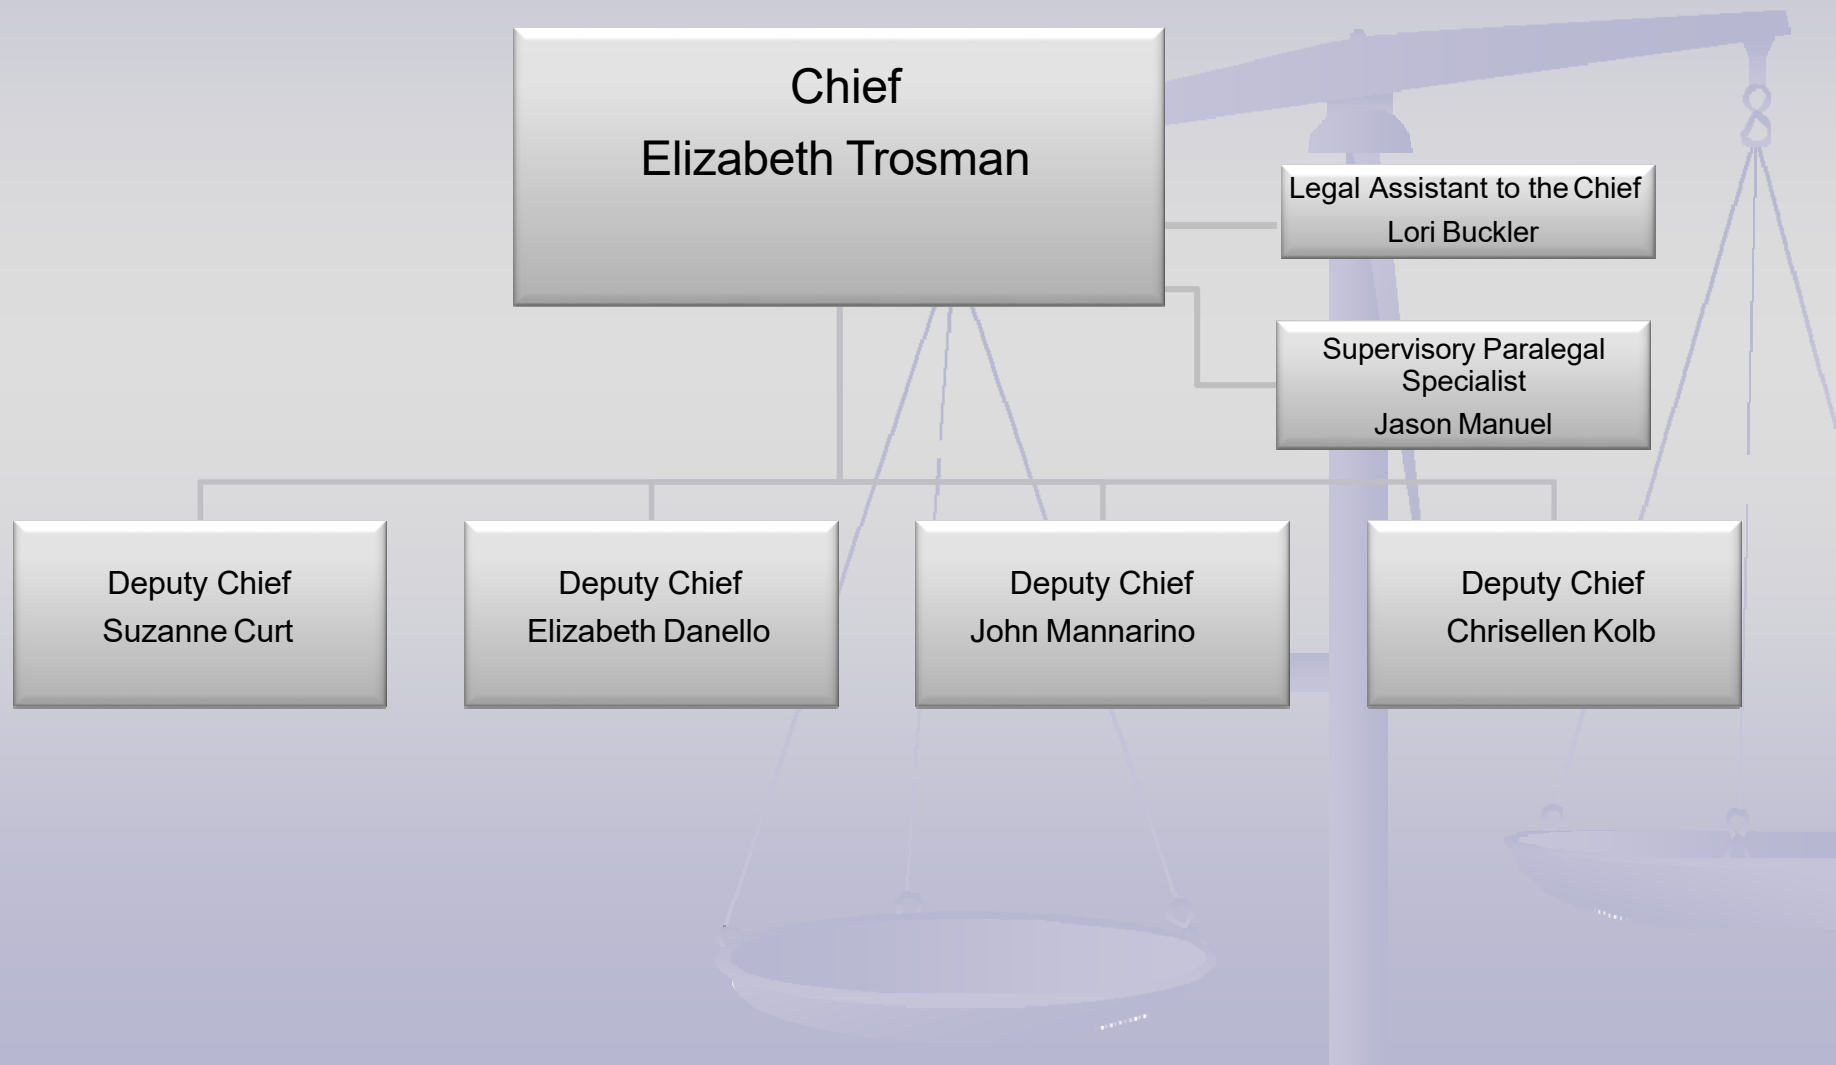 Chief
Elizabeth Trosman
Legal Assistant to the Chief
Lori Buckler
Supervisory Paralegal
Specialist
Jason Manuel
Deputy Chief
Suzanne Curt
Deputy Chief
Elizabeth Danello
Deputy Chief
John Mannarino
Deputy Chief
Chrisellen Kolb